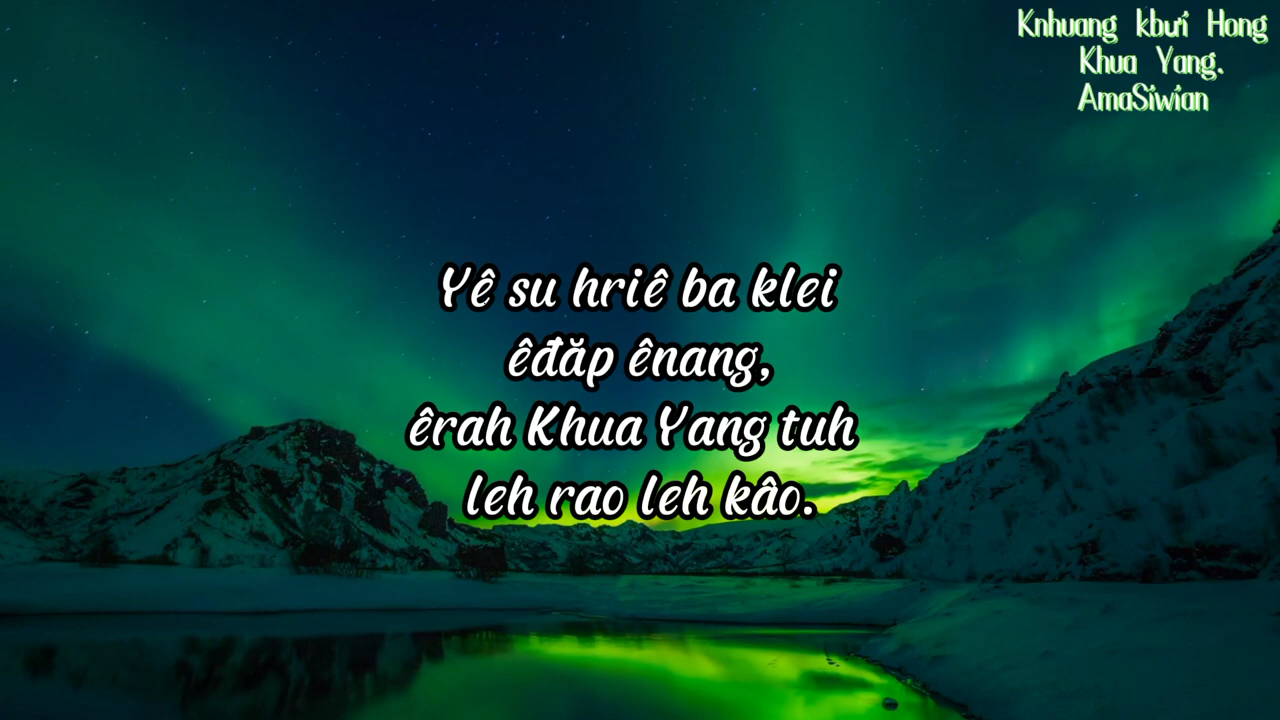 Knhuang kbưi Hong
Khua Yang.
AmaSiwian
Yê su hriê ba klei
êđăp ênang,
êrah Khua Yang tuh
leh rao leh kâo.